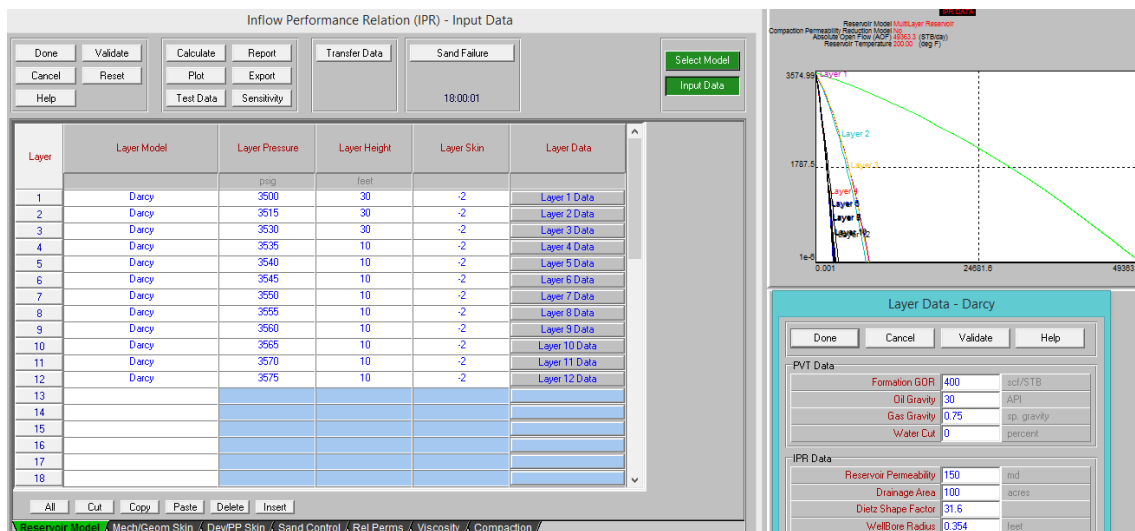 Inflow Performance Relation (IPR) - Input Data
Done Validate Calculate Report Transfer Data Sand Failure Select Model
Cancel Reset Plot Export Input Data
Help Test Data Sensitivity 18:00:01
Layer Layer Model Layer Pressure Layer Height Layer Skin Layer Data
psig feet
1 Darcy 3500 30 -2 Layer 1 Data
2 Darcy 3515 30 -2 Layer 2 Data
3 Darcy 3530 30 -2 Layer 3 Data
4 Darcy 3535 10 -2 Layer 4 Data
5 Darcy 3540 10 -2 Layer 5 Data
6 Darcy 3545 10 -2 Layer 6 Data
7 Darcy 3550 10 -2 Layer 7 Data
8 Darcy 3555 10 -2 Layer 8 Data
9 Darcy 3560 10 -2 Layer 9 Data
10 Darcy 3565 10 -2 Layer 10 Data
11 Darcy 3570 10 -2 Layer 11 Data
12 Darcy 3575 10 -2 Layer 12 Data
13
14
15
16
17
18
All Cut Copy Paste Delete Insert
Reservoir Model Mech/Geom Skin Dev/PP Skin Sand Control Rel Perms Viscosity Compaction
IPR DATA
Reservoir Model MultiLayer Reservoir
Compaction Permeability Reduction Model No
Absolute Open Flow (AOF) 49363.3 (STB/day)
Reservoir Temperature 200.00 (deg F)
3574.99
Layer 1
Layer 2
1787.5
Layer 3
Layer 4
Layer 6
1e-6
0.001 24681.6 49363
Layer Data - Darcy
Done Cancel Validate Help
PVT Data
Formation GOR 400 scf/STB
Oil Gravity 30 API
Gas Gravity 0.75 sp. gravity
Water Cut 0 percent
IPR Data
Reservoir Permeability 150 md
Drainage Area 100 acres
Dietz Shape Factor 31.6
WellBore Radius 0.354 feet